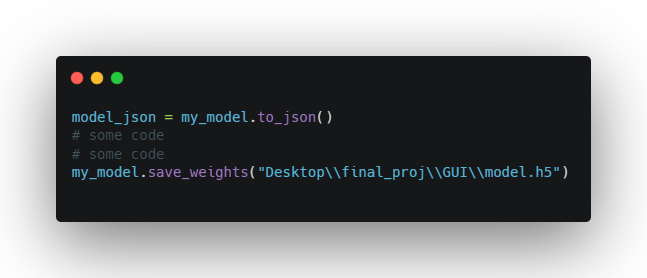 model_json = my_model.to_json()
# some code
# some code
my_model.save_weights("Desktop\\final_proj\\GUI\\model.h5")